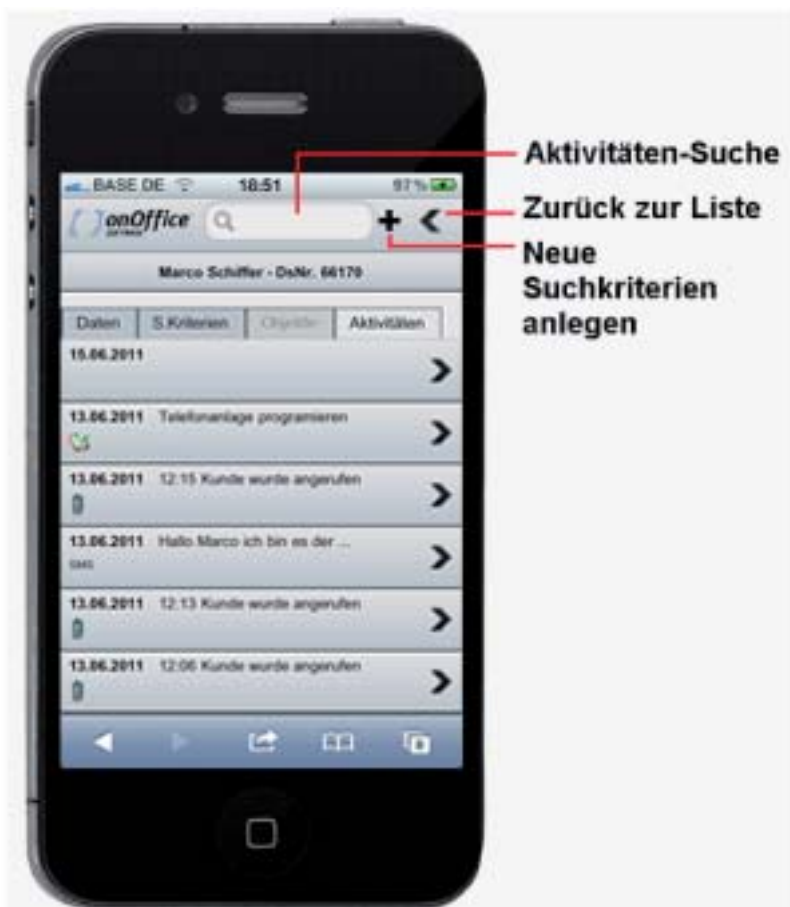 BASE DE 18:51 97%
onOffice
SOFTWARE
Marco Schiffer - DsNr. 66170
Daten S.Kriterien Objekte Aktivitäten
15.06.2011
13.06.2011 Telefonanlage programieren
13.06.2011 12:15 Kunde wurde angerufen
13.06.2011 Hallo Marco ich bin es der ...
SMS
13.06.2011 12:13 Kunde wurde angerufen
13.06.2011 12:06 Kunde wurde angerufen
Aktivitäten-Suche
Zurück zur Liste
Neue
Suchkriterien
anlegen